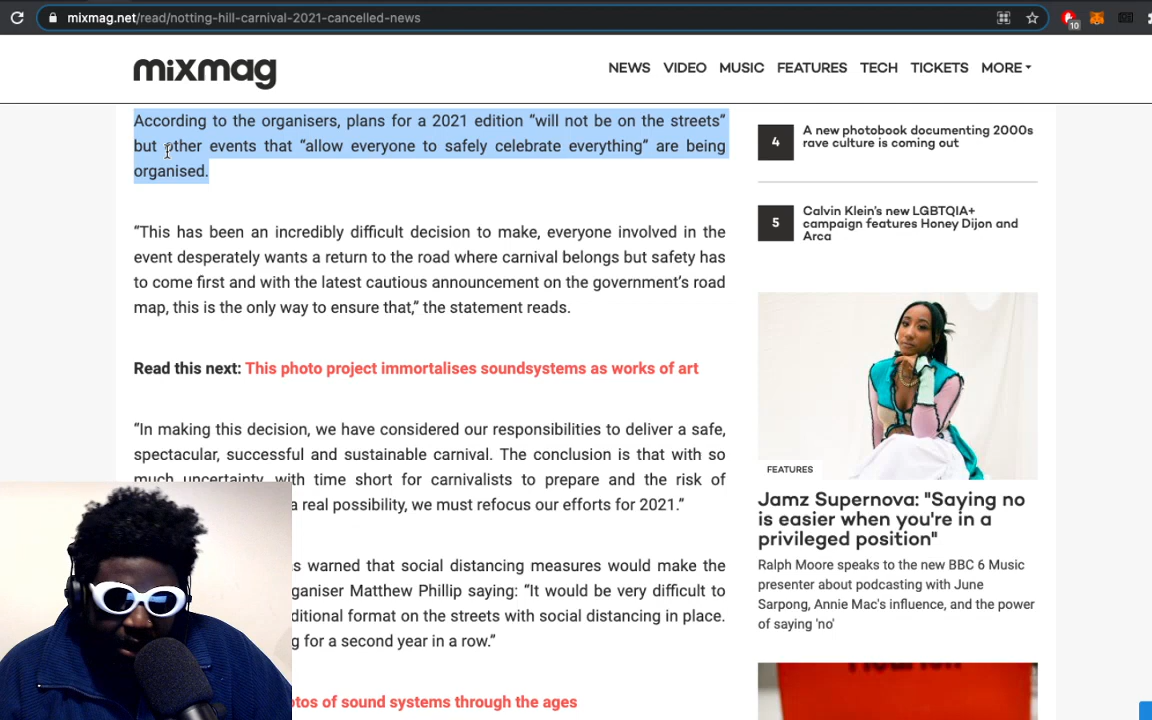 mixmag.net/read/notting-hill-carnival-2021-cancelled-news
10
mixmag
NEWS VIDEO MUSIC FEATURES TECH TICKETS MORE
According to the organisers, plans for a 2021 edition “will not be on the streets”
but other events that “allow everyone to safely celebrate everything” are being
organised.
“This has been an incredibly difficult decision to make, everyone involved in the
event desperately wants a return to the road where carnival belongs but safety has
to come first and with the latest cautious announcement on the government’s road
map, this is the only way to ensure that,” the statement reads.
Read this next: This photo project immortalises soundsystems as works of art
“In making this decision, we have considered our responsibilities to deliver a safe,
spectacular, successful and sustainable carnival. The conclusion is that with so
much uncertainty, with time short for carnivalists to prepare and the risk of
a real possibility, we must refocus our efforts for 2021.”
s warned that social distancing measures would make the
ganiser Matthew Phillip saying: “It would be very difficult to
ditional format on the streets with social distancing in place.
g for a second year in a row.”
otos of sound systems through the ages
4
A new photobook documenting 2000s
rave culture is coming out
5
Calvin Klein’s new LGBTQIA+
campaign features Honey Dijon and
Arca
FEATURES
Jamz Supernova: "Saying no
is easier when you're in a
privileged position"
Ralph Moore speaks to the new BBC 6 Music
presenter about podcasting with June
Sarpong, Annie Mac's influence, and the power
of saying 'no'